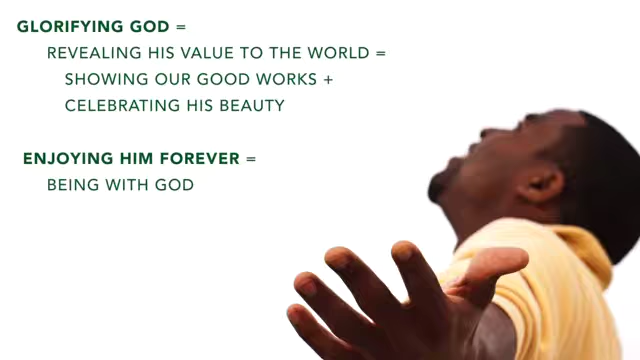 GLORIFYING GOD =
REVEALING HIS VALUE TO THE WORLD =
SHOWING OUR GOOD WORKS +
CELEBRATING HIS BEAUTY
ENJOYING HIM FOREVER =
BEING WITH GOD